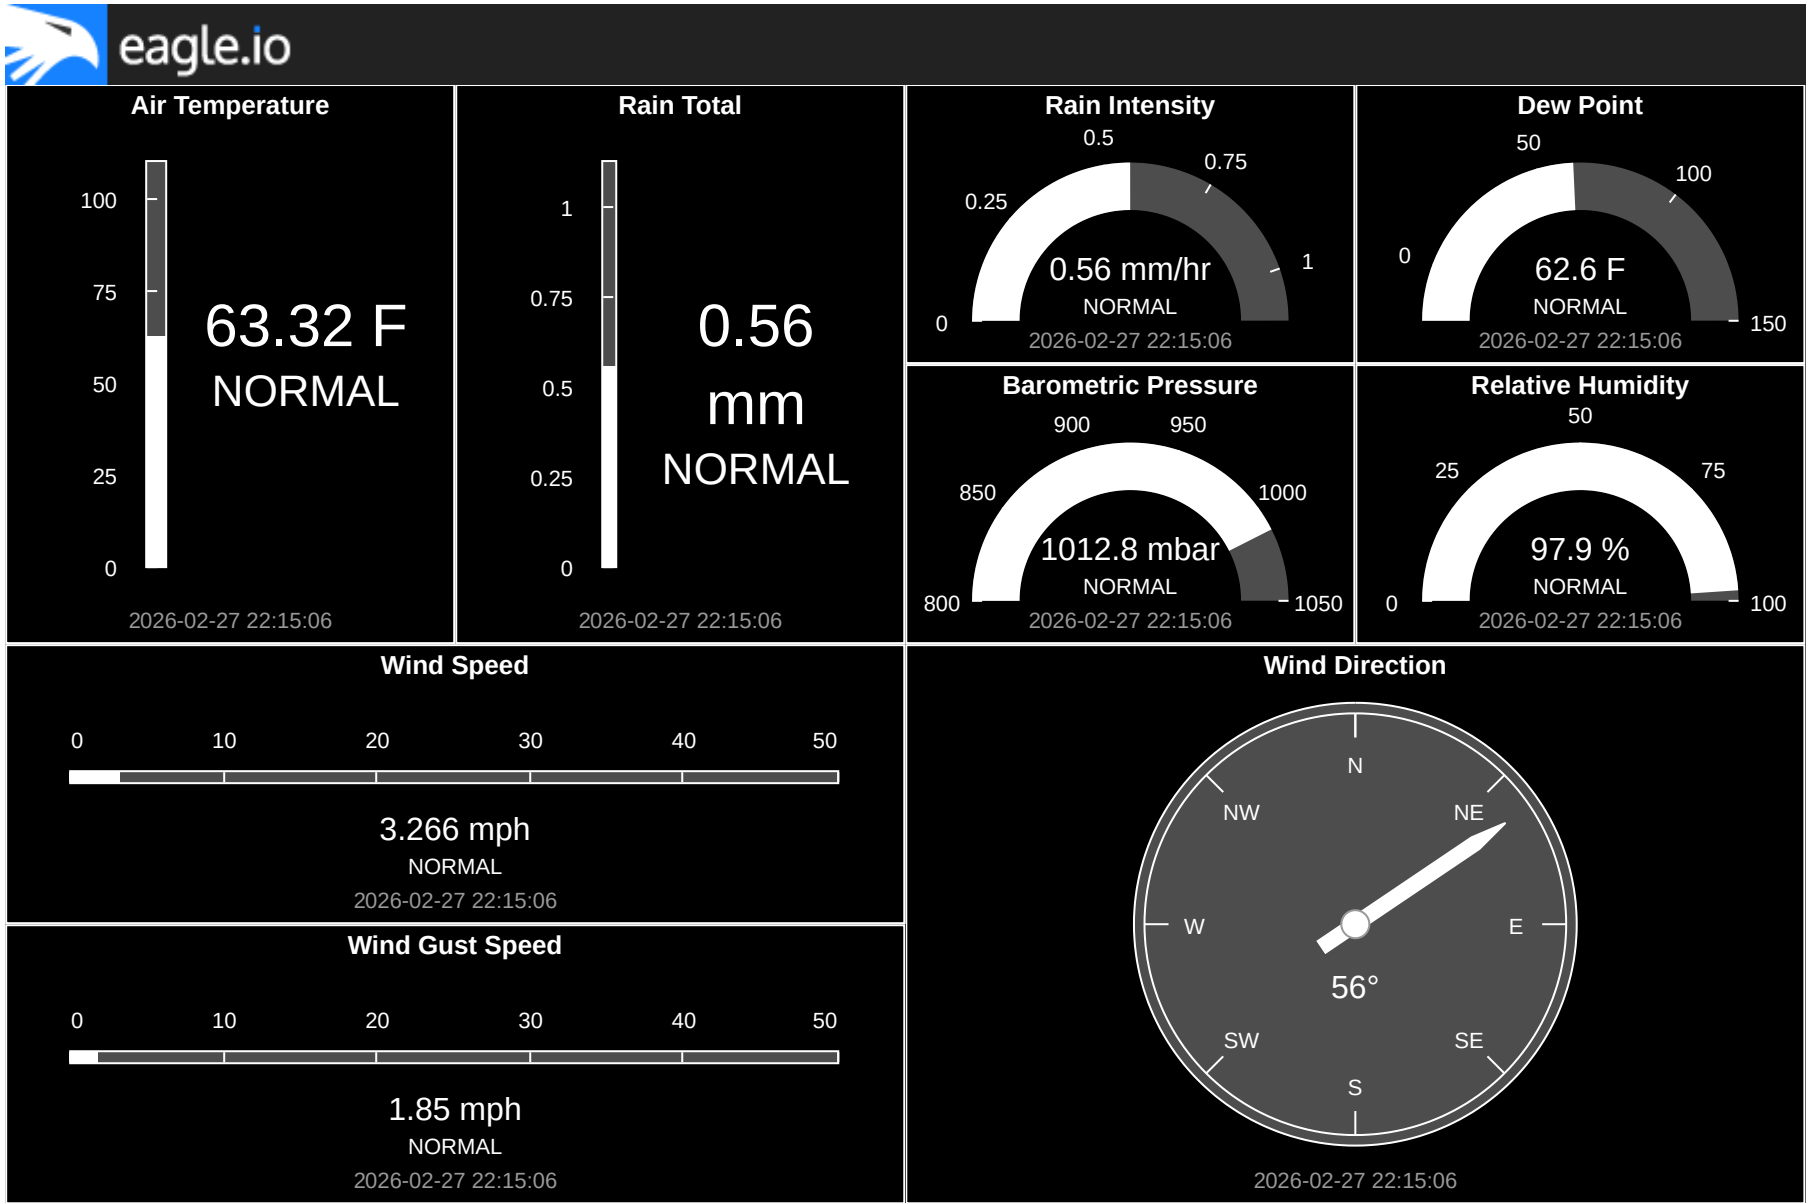 eagle.io
Air Temperature
100
75
50
25
0
63.32 F
NORMAL
2026-02-27 22:15:06
Rain Total
1
0.75
0.5
0.25
0
0.56
mm
NORMAL
2026-02-27 22:15:06
Rain Intensity
0
0.25
0.5
0.75
1
0.56 mm/hr
NORMAL
2026-02-27 22:15:06
Dew Point
0
50
100
150
62.6 F
NORMAL
2026-02-27 22:15:06
Barometric Pressure
800
850
900
950
1000
1050
1012.8 mbar
NORMAL
2026-02-27 22:15:06
Relative Humidity
0
25
50
75
100
97.9 %
NORMAL
2026-02-27 22:15:06
Wind Speed
0 10 20 30 40 50
3.266 mph
NORMAL
2026-02-27 22:15:06
Wind Gust Speed
0 10 20 30 40 50
1.85 mph
NORMAL
2026-02-27 22:15:06
Wind Direction
N
NW NE
W E
56°
SW SE
S
2026-02-27 22:15:06